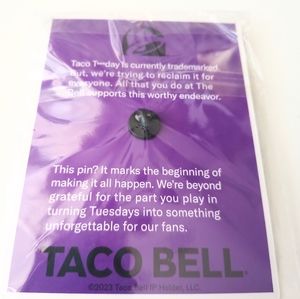 Taco Tuesday is currently trademarked
But, we're trying to reclaim it for
everyone. All that you do at The
Bell supports this worthy endeavor.
This pin? It marks the beginning of
making it all happen. We're beyond
grateful for the part you play in
turning Tuesdays into something
unforgettable for our fans.
TACO BELL
©2023 Taco Bell IP Holder, LLC.